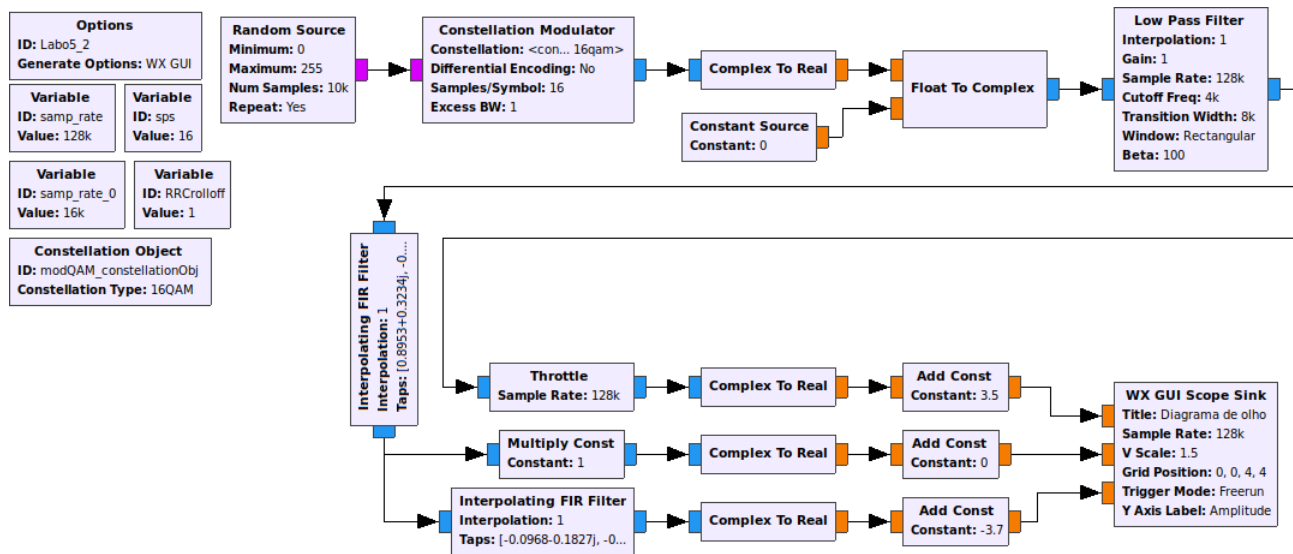 Options
ID: Labo5_2
Generate Options: WX GUI
Variable
ID: samp_rate
Value: 128k
Variable
ID: sps
Value: 16
Variable
ID: samp_rate_0
Value: 16k
Variable
ID: RRCrolloff
Value: 1
Constellation Object
ID: modQAM_constellationObj
Constellation Type: 16QAM
Random Source
Minimum: 0
Maximum: 255
Num Samples: 10k
Repeat: Yes
Constellation Modulator
Constellation: <con... 16qam>
Differential Encoding: No
Samples/Symbol: 16
Excess BW: 1
Complex To Real
Constant Source
Constant: 0
Float To Complex
Low Pass Filter
Interpolation: 1
Gain: 1
Sample Rate: 128k
Cutoff Freq: 4k
Transition Width: 8k
Window: Rectangular
Beta: 100
Interpolating FIR Filter
Interpolation: 1
Taps: [0.8953+0.3234j, -0....
Throttle
Sample Rate: 128k
Complex To Real
Add Const
Constant: 3.5
Multiply Const
Constant: 1
Complex To Real
Add Const
Constant: 0
Interpolating FIR Filter
Interpolation: 1
Taps: [-0.0968-0.1827j, -0...
Complex To Real
Add Const
Constant: -3.7
WX GUI Scope Sink
Title: Diagrama de olho
Sample Rate: 128k
V Scale: 1.5
Grid Position: 0, 0, 4, 4
Trigger Mode: Freerun
Y Axis Label: Amplitude